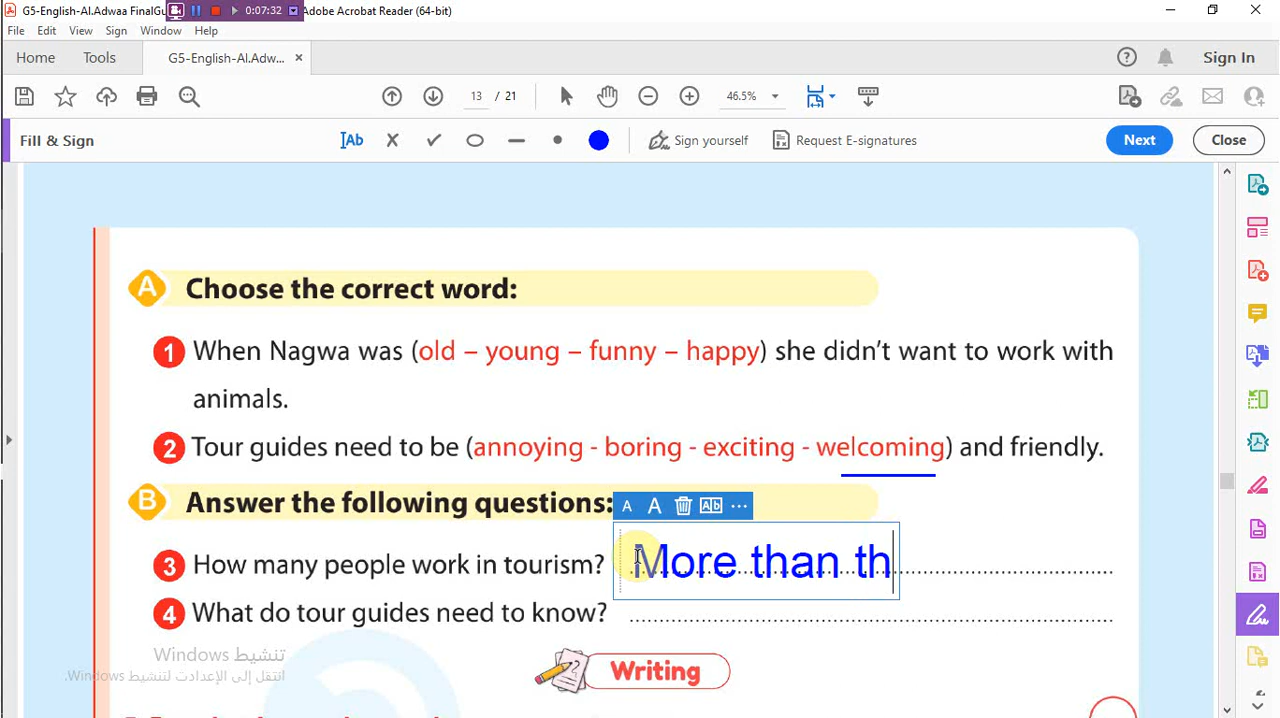 G5-English-Al.Adwaa FinalGu
0:07:32
Adobe Acrobat Reader (64-bit)
File Edit View Sign Window Help
Home Tools G5-English-Al.Adw... × Sign In
13 / 21 46.5%
Fill & Sign Ab Sign yourself Request E-signatures Next Close
A Choose the correct word:
1 When Nagwa was (old – young – funny – happy) she didn't want to work with
animals.
2 Tour guides need to be (annoying - boring - exciting - welcoming) and friendly.
B Answer the following questions:
A A Ab ...
3 How many people work in tourism? More than th
4 What do tour guides need to know?
تنشيط Windows
انتقل إلى الإعدادات لتنشيط Windows.
Writing